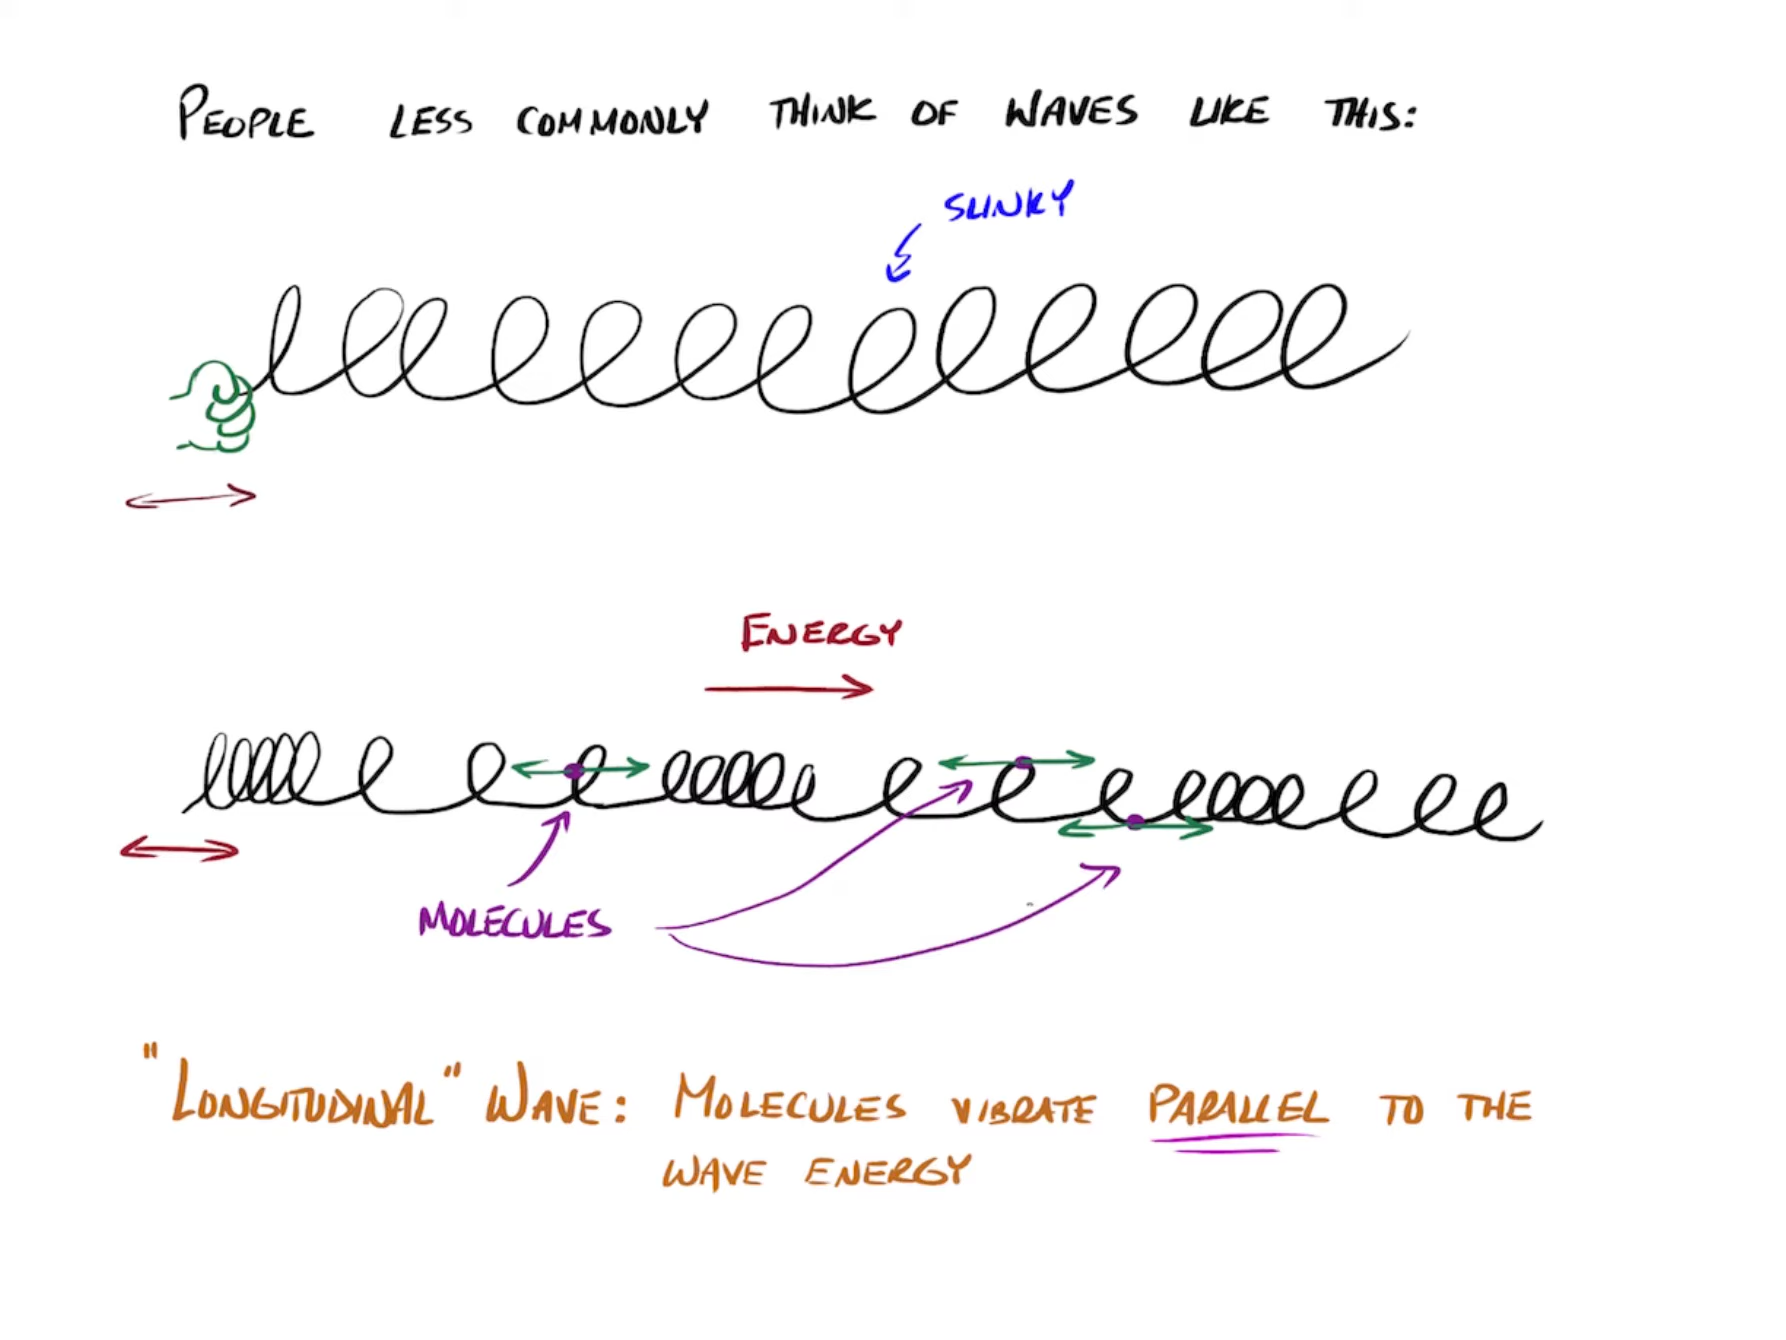 PEOPLE LESS COMMONLY THINK OF WAVES LIKE THIS:
SLINKY
ENERGY
MOLECULES
"LONGITUDINAL" WAVE: MOLECULES VIBRATE PARALLEL TO THE
WAVE ENERGY